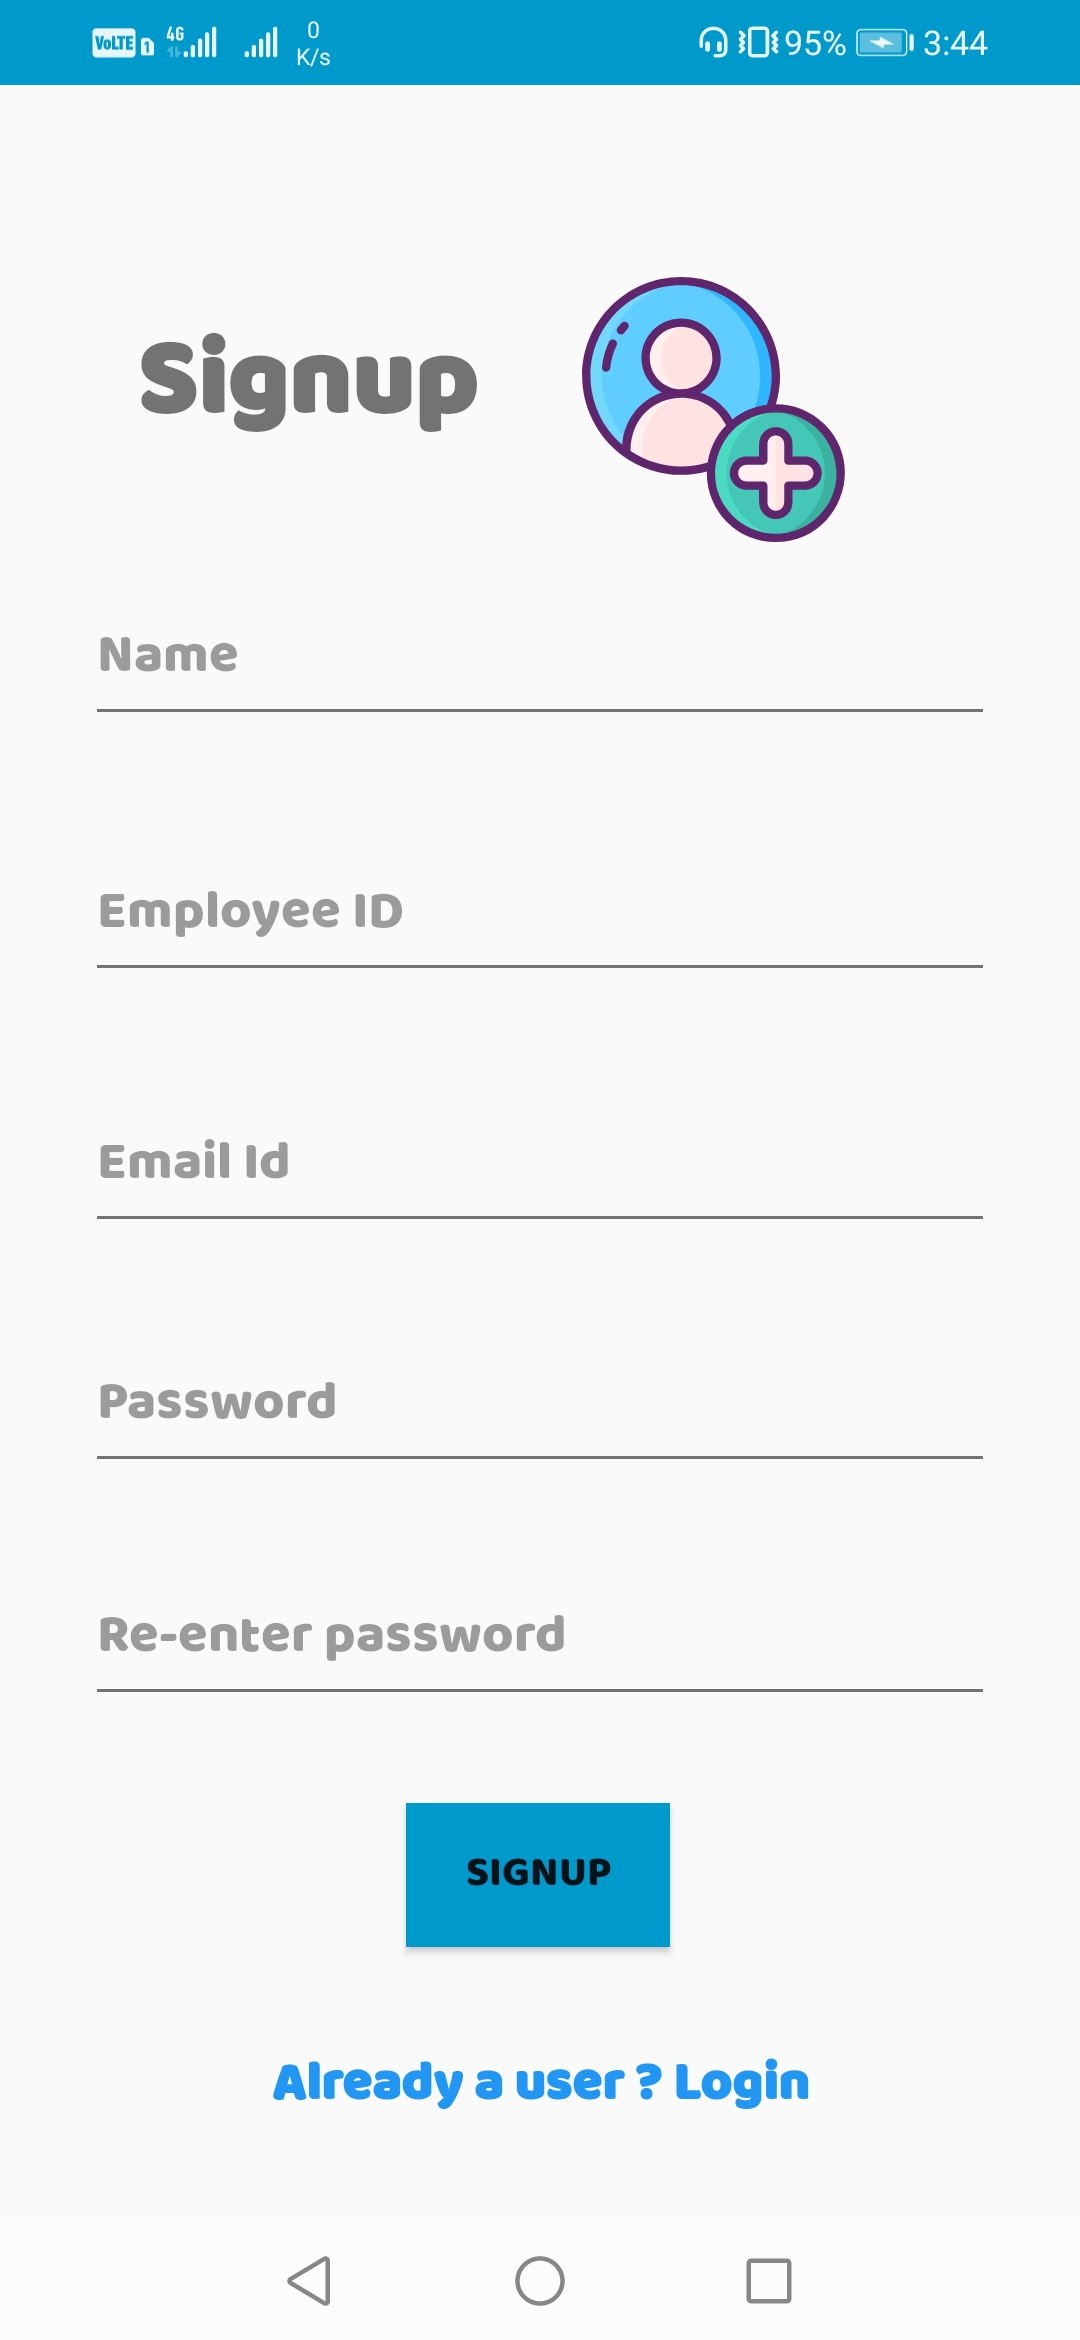 VoLTE 1 4G 0 K/s 95% 3:44
Signup
Name
Employee ID
Email Id
Password
Re-enter password
SIGNUP
Already a user ? Login